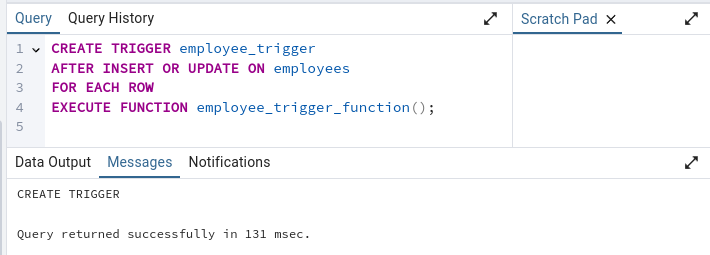 Query Query History Scratch Pad ×
1 CREATE TRIGGER employee_trigger
2 AFTER INSERT OR UPDATE ON employees
3 FOR EACH ROW
4 EXECUTE FUNCTION employee_trigger_function();
5
Data Output Messages Notifications
CREATE TRIGGER
Query returned successfully in 131 msec.